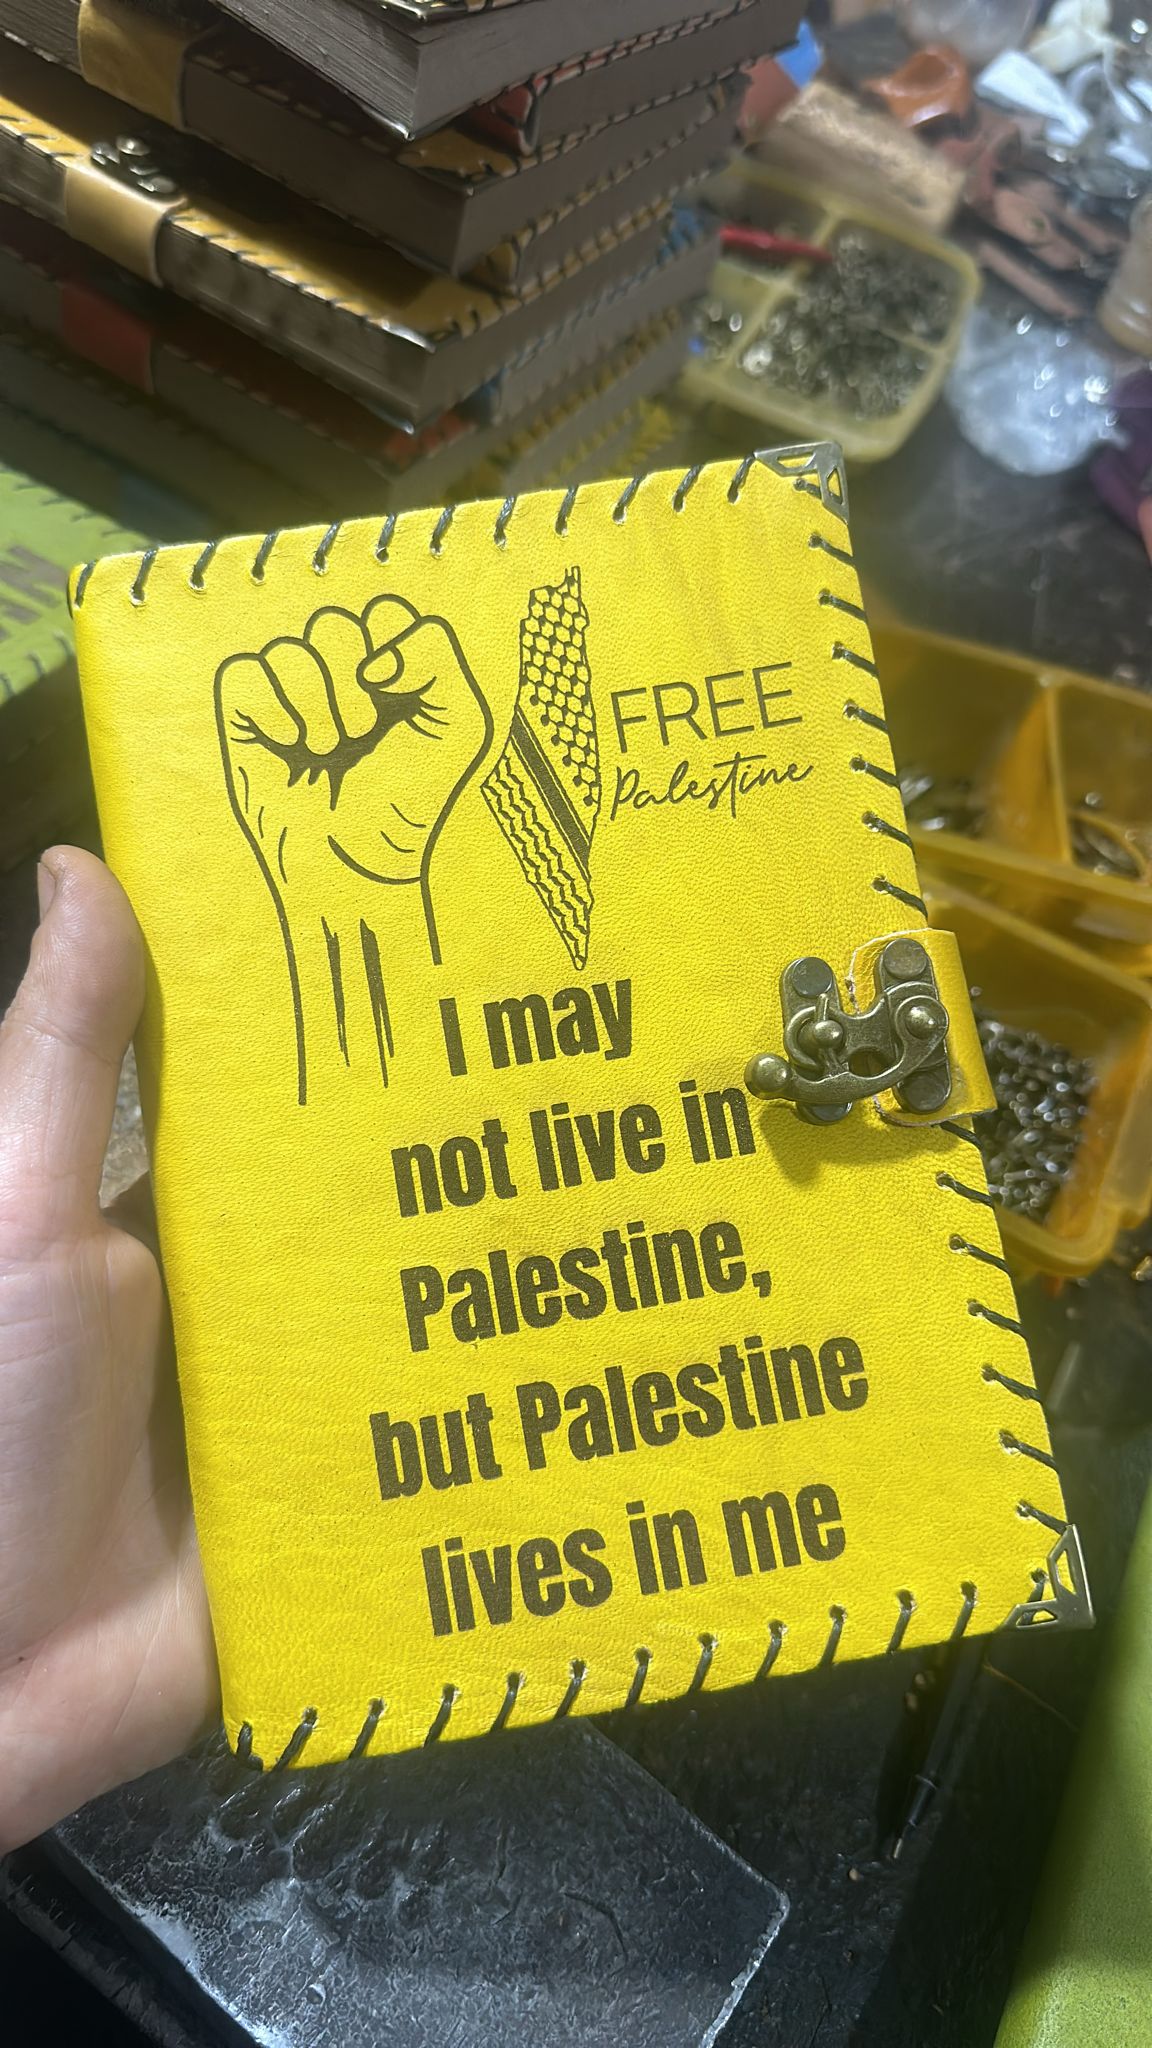 FREE
Palestine
I may
not live in
Palestine,
but Palestine
lives in me